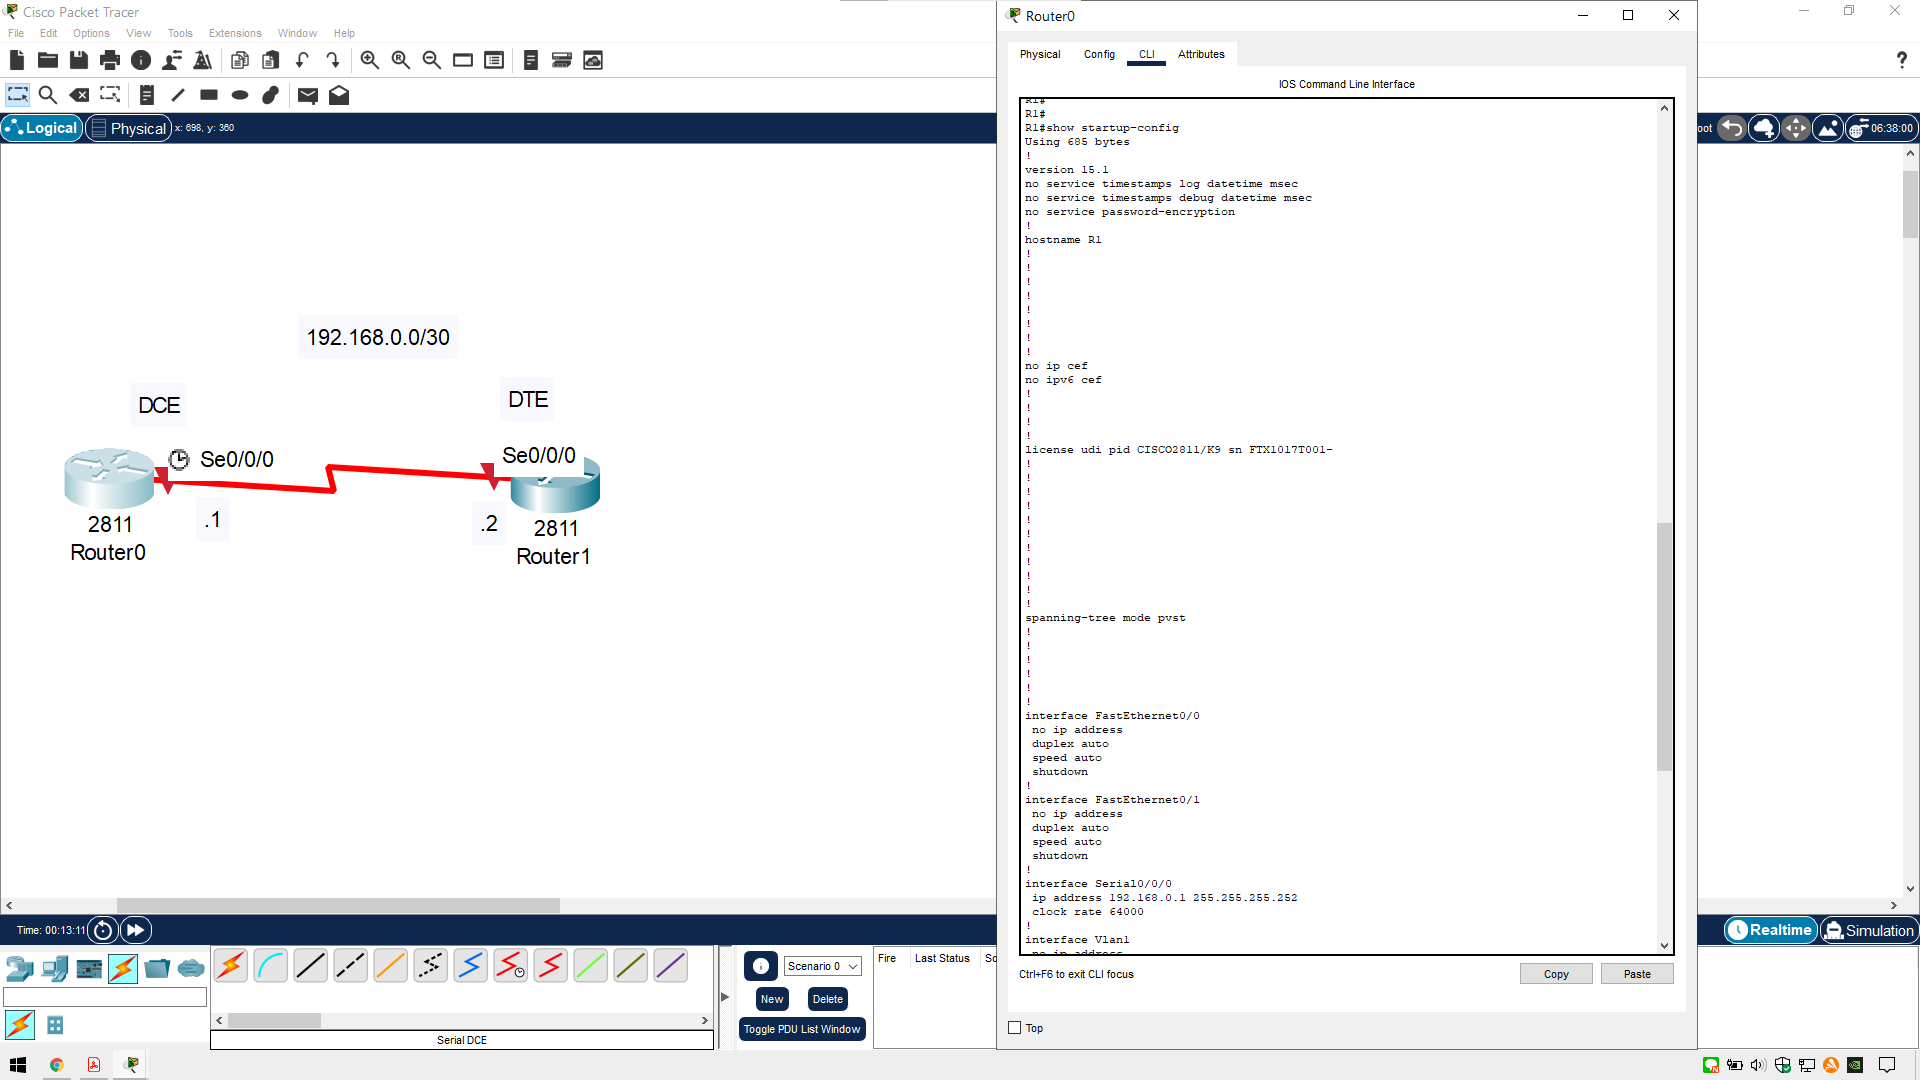 Cisco Packet Tracer
File Edit Options View Tools Extensions Window Help
Logical Physical x: 698, y: 360
192.168.0.0/30
DCE
DTE
Se0/0/0
Se0/0/0
.1
.2
2811
Router0
2811
Router1
Time: 00:13:11
Scenario 0
New Delete
Toggle PDU List Window
Fire Last Status Sc
Serial DCE
Router0
Physical Config CLI Attributes
IOS Command Line Interface
R1#
R1#
R1#show startup-config
Using 685 bytes
!
version 15.1
no service timestamps log datetime msec
no service timestamps debug datetime msec
no service password-encryption
!
hostname R1
!
!
!
!
!
!
!
!
no ip cef
no ipv6 cef
!
!
!
!
license udi pid CISCO2811/K9 sn FTX1017T001-
!
!
!
!
!
!
!
!
!
!
!
spanning-tree mode pvst
!
!
!
!
!
!
interface FastEthernet0/0
no ip address
duplex auto
speed auto
shutdown
!
interface FastEthernet0/1
no ip address
duplex auto
speed auto
shutdown
!
interface Serial0/0/0
ip address 192.168.0.1 255.255.255.252
clock rate 64000
!
interface Vlan1
no ip address
Ctrl+F6 to exit CLI focus
Copy Paste
Top
oot
06:38:00
Realtime Simulation